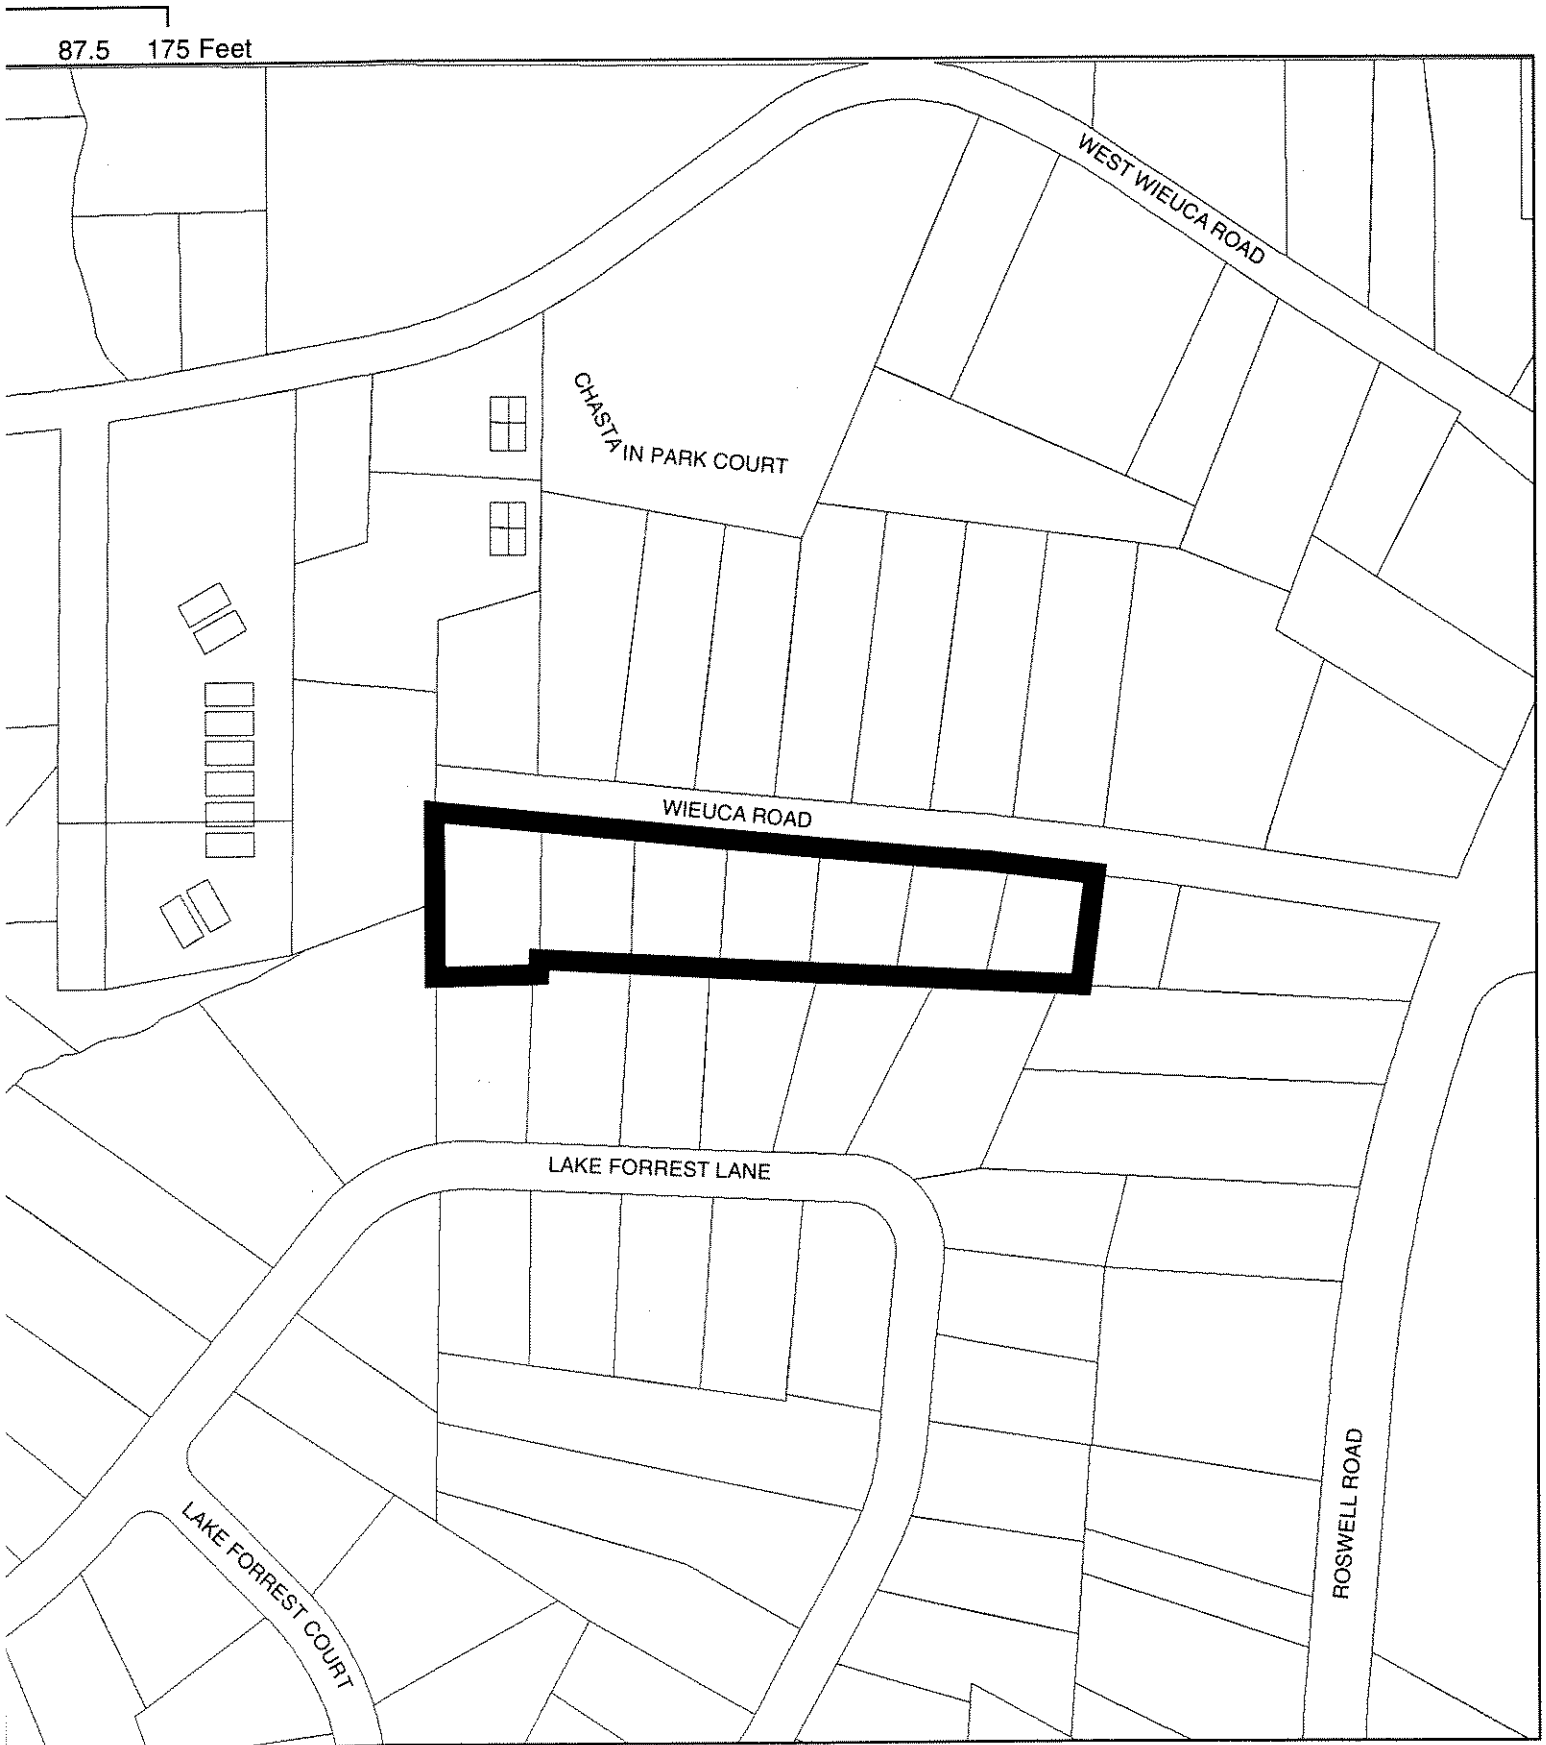 87.5 175 Feet
WEST WIEUCA ROAD
CHASTAIN PARK COURT
WIEUCA ROAD
LAKE FORREST LANE
ROSWELL ROAD
LAKE FORREST COURT